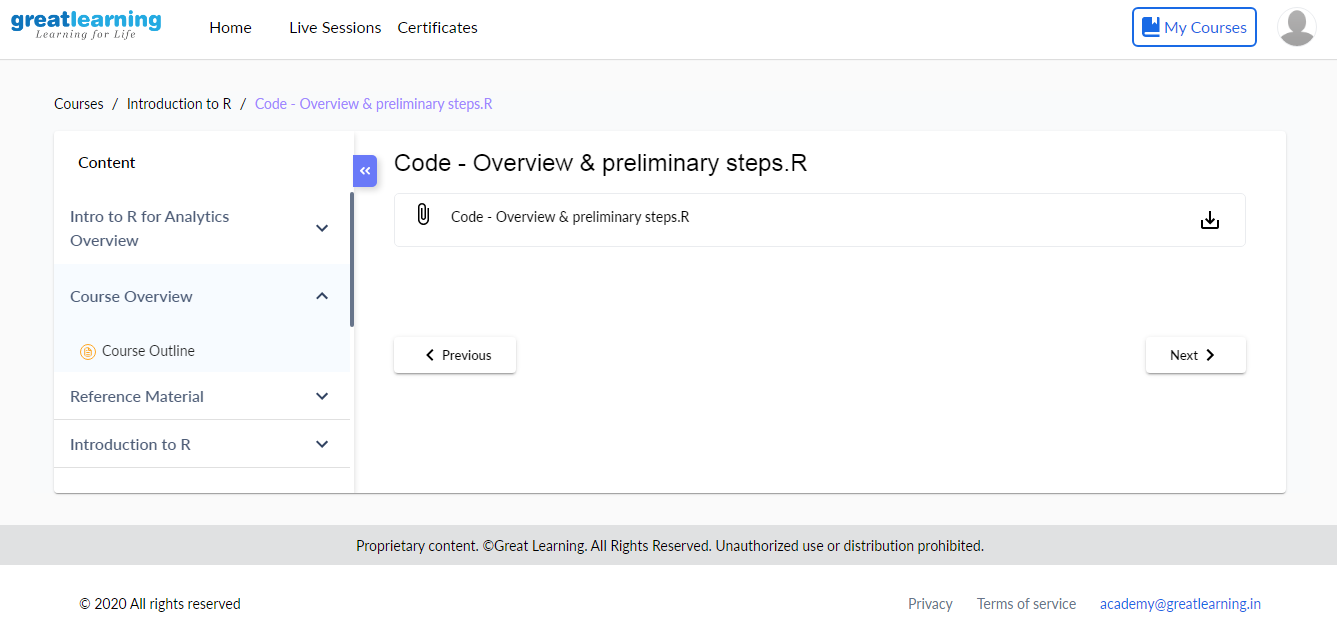 greatlearning
Learning for Life
Home
Live Sessions
Certificates
My Courses
Courses / Introduction to R / Code - Overview & preliminary steps.R
Content
Intro to R for Analytics
Overview
Course Overview
Course Outline
Reference Material
Introduction to R
«
Code - Overview & preliminary steps.R
Code - Overview & preliminary steps.R
Previous
Next
Proprietary content. ©Great Learning. All Rights Reserved. Unauthorized use or distribution prohibited.
© 2020 All rights reserved
Privacy
Terms of service
academy@greatlearning.in